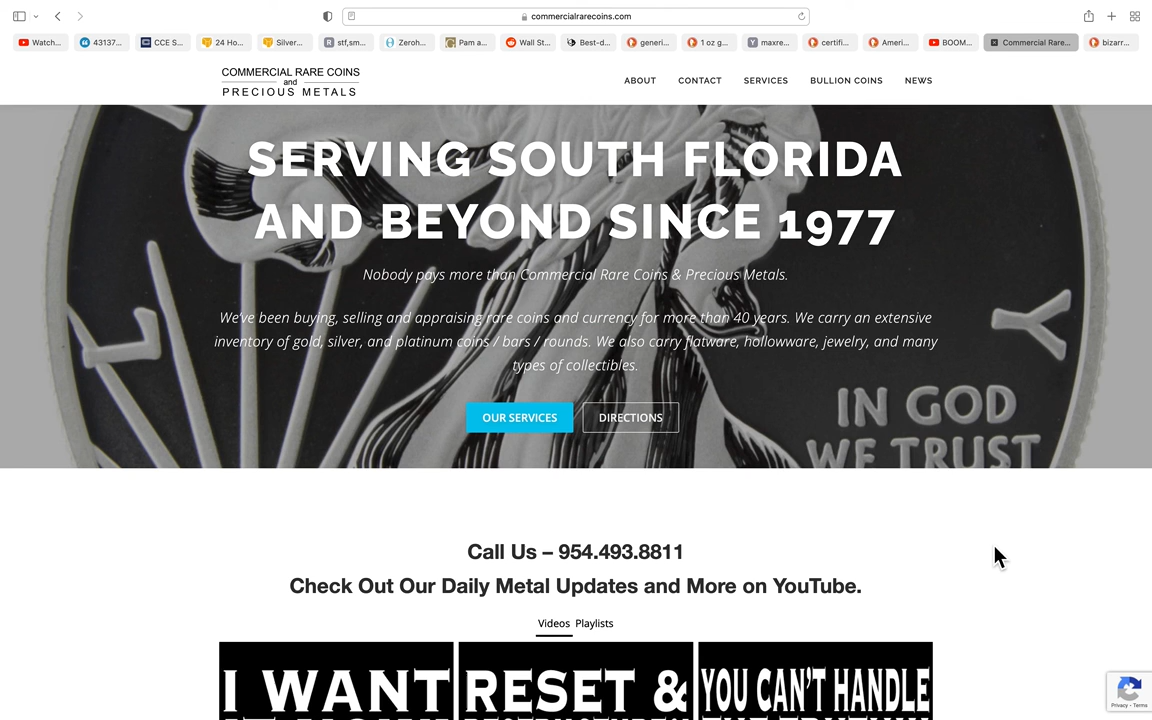 commercialrarecoins.com
Watch...
43137...
CCE S...
24 Ho...
Silver...
stf,sm...
Zeroh...
Pam a...
Wall St...
Best-d...
generi...
1 oz g...
maxre...
certifi...
Ameri...
BOOM...
Commercial Rare...
bizarr...
COMMERCIAL RARE COINS
and
PRECIOUS METALS
ABOUT
CONTACT
SERVICES
BULLION COINS
NEWS
SERVING SOUTH FLORIDA
AND BEYOND SINCE 1977
Nobody pays more than Commercial Rare Coins & Precious Metals.
We've been buying, selling and appraising rare coins and currency for more than 40 years. We carry an extensive
inventory of gold, silver, and platinum coins / bars / rounds. We also carry flatware, hollowware, jewelry, and many
types of collectibles.
OUR SERVICES
DIRECTIONS
L
Y
IN GOD
WE TRUST
Call Us – 954.493.8811
Check Out Our Daily Metal Updates and More on YouTube.
Videos Playlists
I WANT
RESET &
YOU CAN'T HANDLE
Privacy - Terms